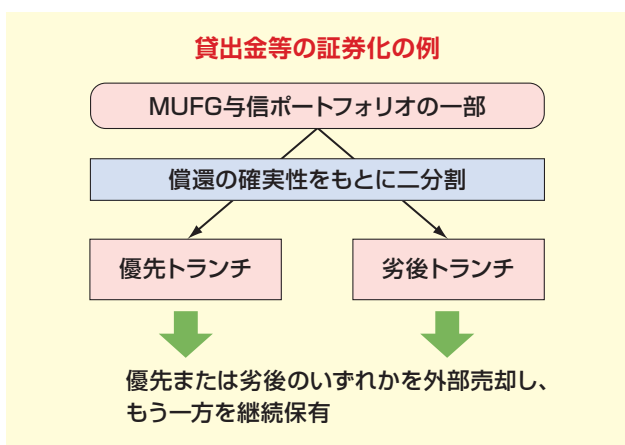 貸出金等の証券化の例
MUFG与信ポートフォリオの一部
償還の確実性をもとに二分割
優先トランチ
劣後トランチ
優先または劣後のいずれかを外部売却し、
もう一方を継続保有